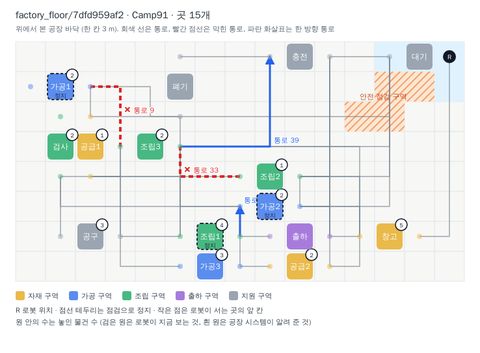 factory_floor/7dfd959af2 · Camp91 · 곳 15개
위에서 본 공장 바닥 (한 칸 3 m). 회색 선은 통로, 빨간 점선은 막힌 통로, 파란 화살표는 한 방향 통로
충전
대기
R
2
가공1
정지
폐기
안전·점검 구역
✕ 통로 9
2
검사
1
공급1
2
조립3
통로 39
✕ 통로 33
1
조립2
2
가공2
정지
3
공구
4
조립1
정지
출하
5
창고
3
가공3
2
공급2
자재 구역
가공 구역
조립 구역
출하 구역
지원 구역
R 로봇 위치 · 점선 테두리는 점검으로 정지 · 작은 점은 로봇이 서는 곳의 앞 칸
원 안의 수는 놓인 물건 수 (검은 원은 로봇이 지금 보는 것, 흰 원은 공장 시스템이 알려 준 것)